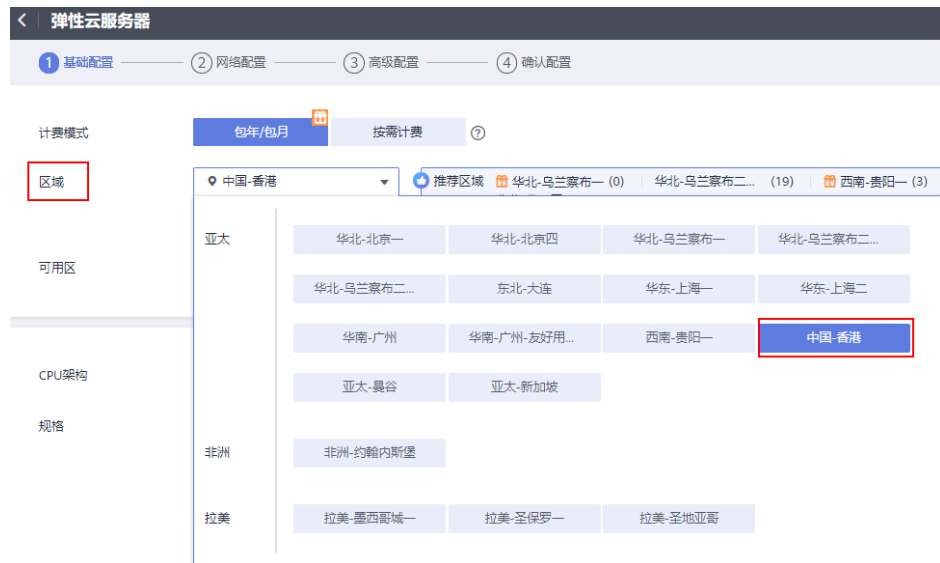 弹性云服务器
1 基础配置 2 网络配置 3 高级配置 4 确认配置
计费模式 包年/包月 按需计费 ?
区域 中国-香港 推荐区域 华北-乌兰察布一 (0) 华北-乌兰察布二... (19) 西南-贵阳一 (3)
亚太 华北-北京一 华北-北京四 华北-乌兰察布一 华北-乌兰察布二...
可用区
华北-乌兰察布二... 东北-大连 华东-上海一 华东-上海二
华南-广州 华南-广州-友好用... 西南-贵阳一 中国-香港
CPU架构
亚太-曼谷 亚太-新加坡
规格
非洲 非洲-约翰内斯堡
拉美 拉美-墨西哥城一 拉美-圣保罗一 拉美-圣地亚哥